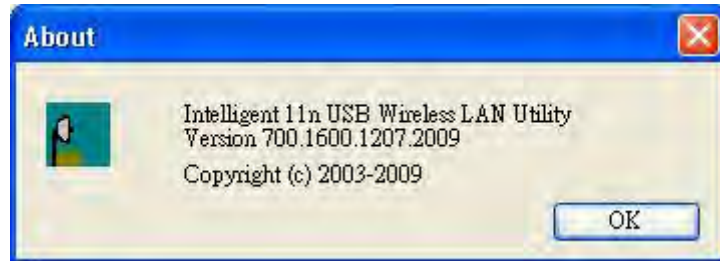 About
Intelligent 11n USB Wireless LAN Utility
Version 700.1600.1207.2009
Copyright (c) 2003-2009
OK